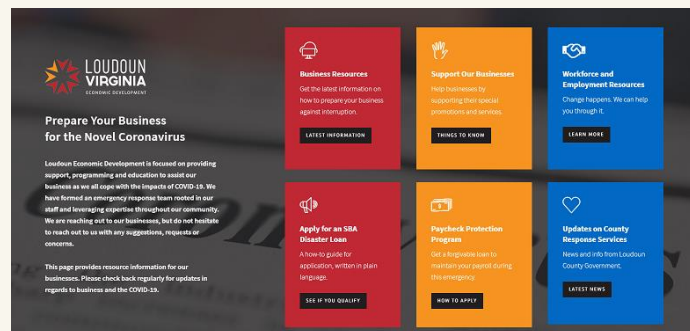 LOUDOUN
VIRGINIA
ECONOMIC DEVELOPMENT
Prepare Your Business
for the Novel Coronavirus
Loudoun Economic Development is focused on providing
support, programming and education to assist our
business as we all cope with the impacts of COVID-19. We
have formed an emergency response team rooted in our
staff and leveraging expertise throughout our community.
We are reaching out to our businesses, but do not hesitate
to reach out to us with any suggestions, requests or
concerns.
This page provides resource information for our
businesses. Please check back regularly for updates in
regards to business and the COVID-19.
Business Resources
Get the latest information on
how to prepare your business
against interruption.
LATEST INFORMATION
Support Our Businesses
Help businesses by
supporting their special
promotions and services.
THINGS TO KNOW
Workforce and
Employment Resources
Change happens. We can help
you through it.
LEARN MORE
Apply for an SBA
Disaster Loan
A how-to guide for
application, written in plain
language.
SEE IF YOU QUALIFY
Paycheck Protection
Program
Get a forgivable loan to
maintain your payroll during
this emergency.
HOW TO APPLY
Updates on County
Response Services
News and info from Loudoun
County Government.
LATEST NEWS